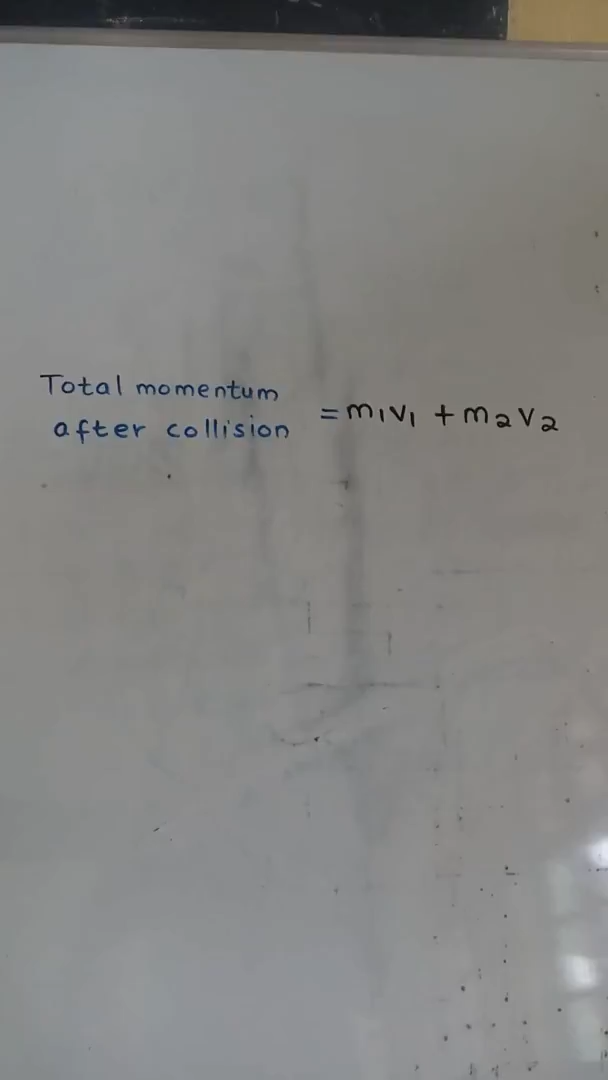 Total momentum
after collision = m₁v₁ + m₂v₂